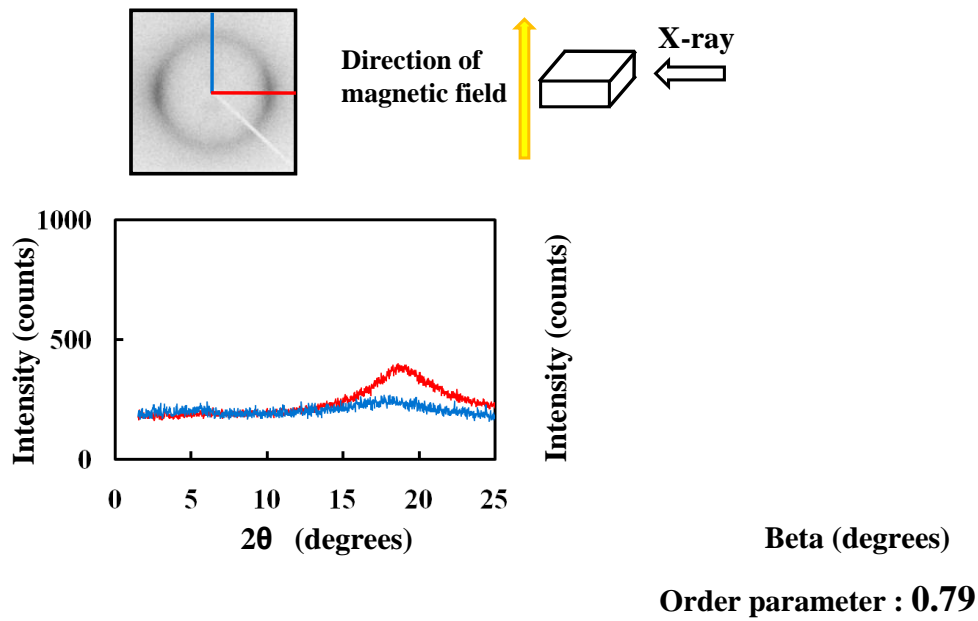 Direction of
magnetic field
X-ray
Intensity (counts)
1000
500
0
0 5 10 15 20 25
2θ (degrees)
Intensity (counts)
Beta (degrees)
Order parameter : 0.79